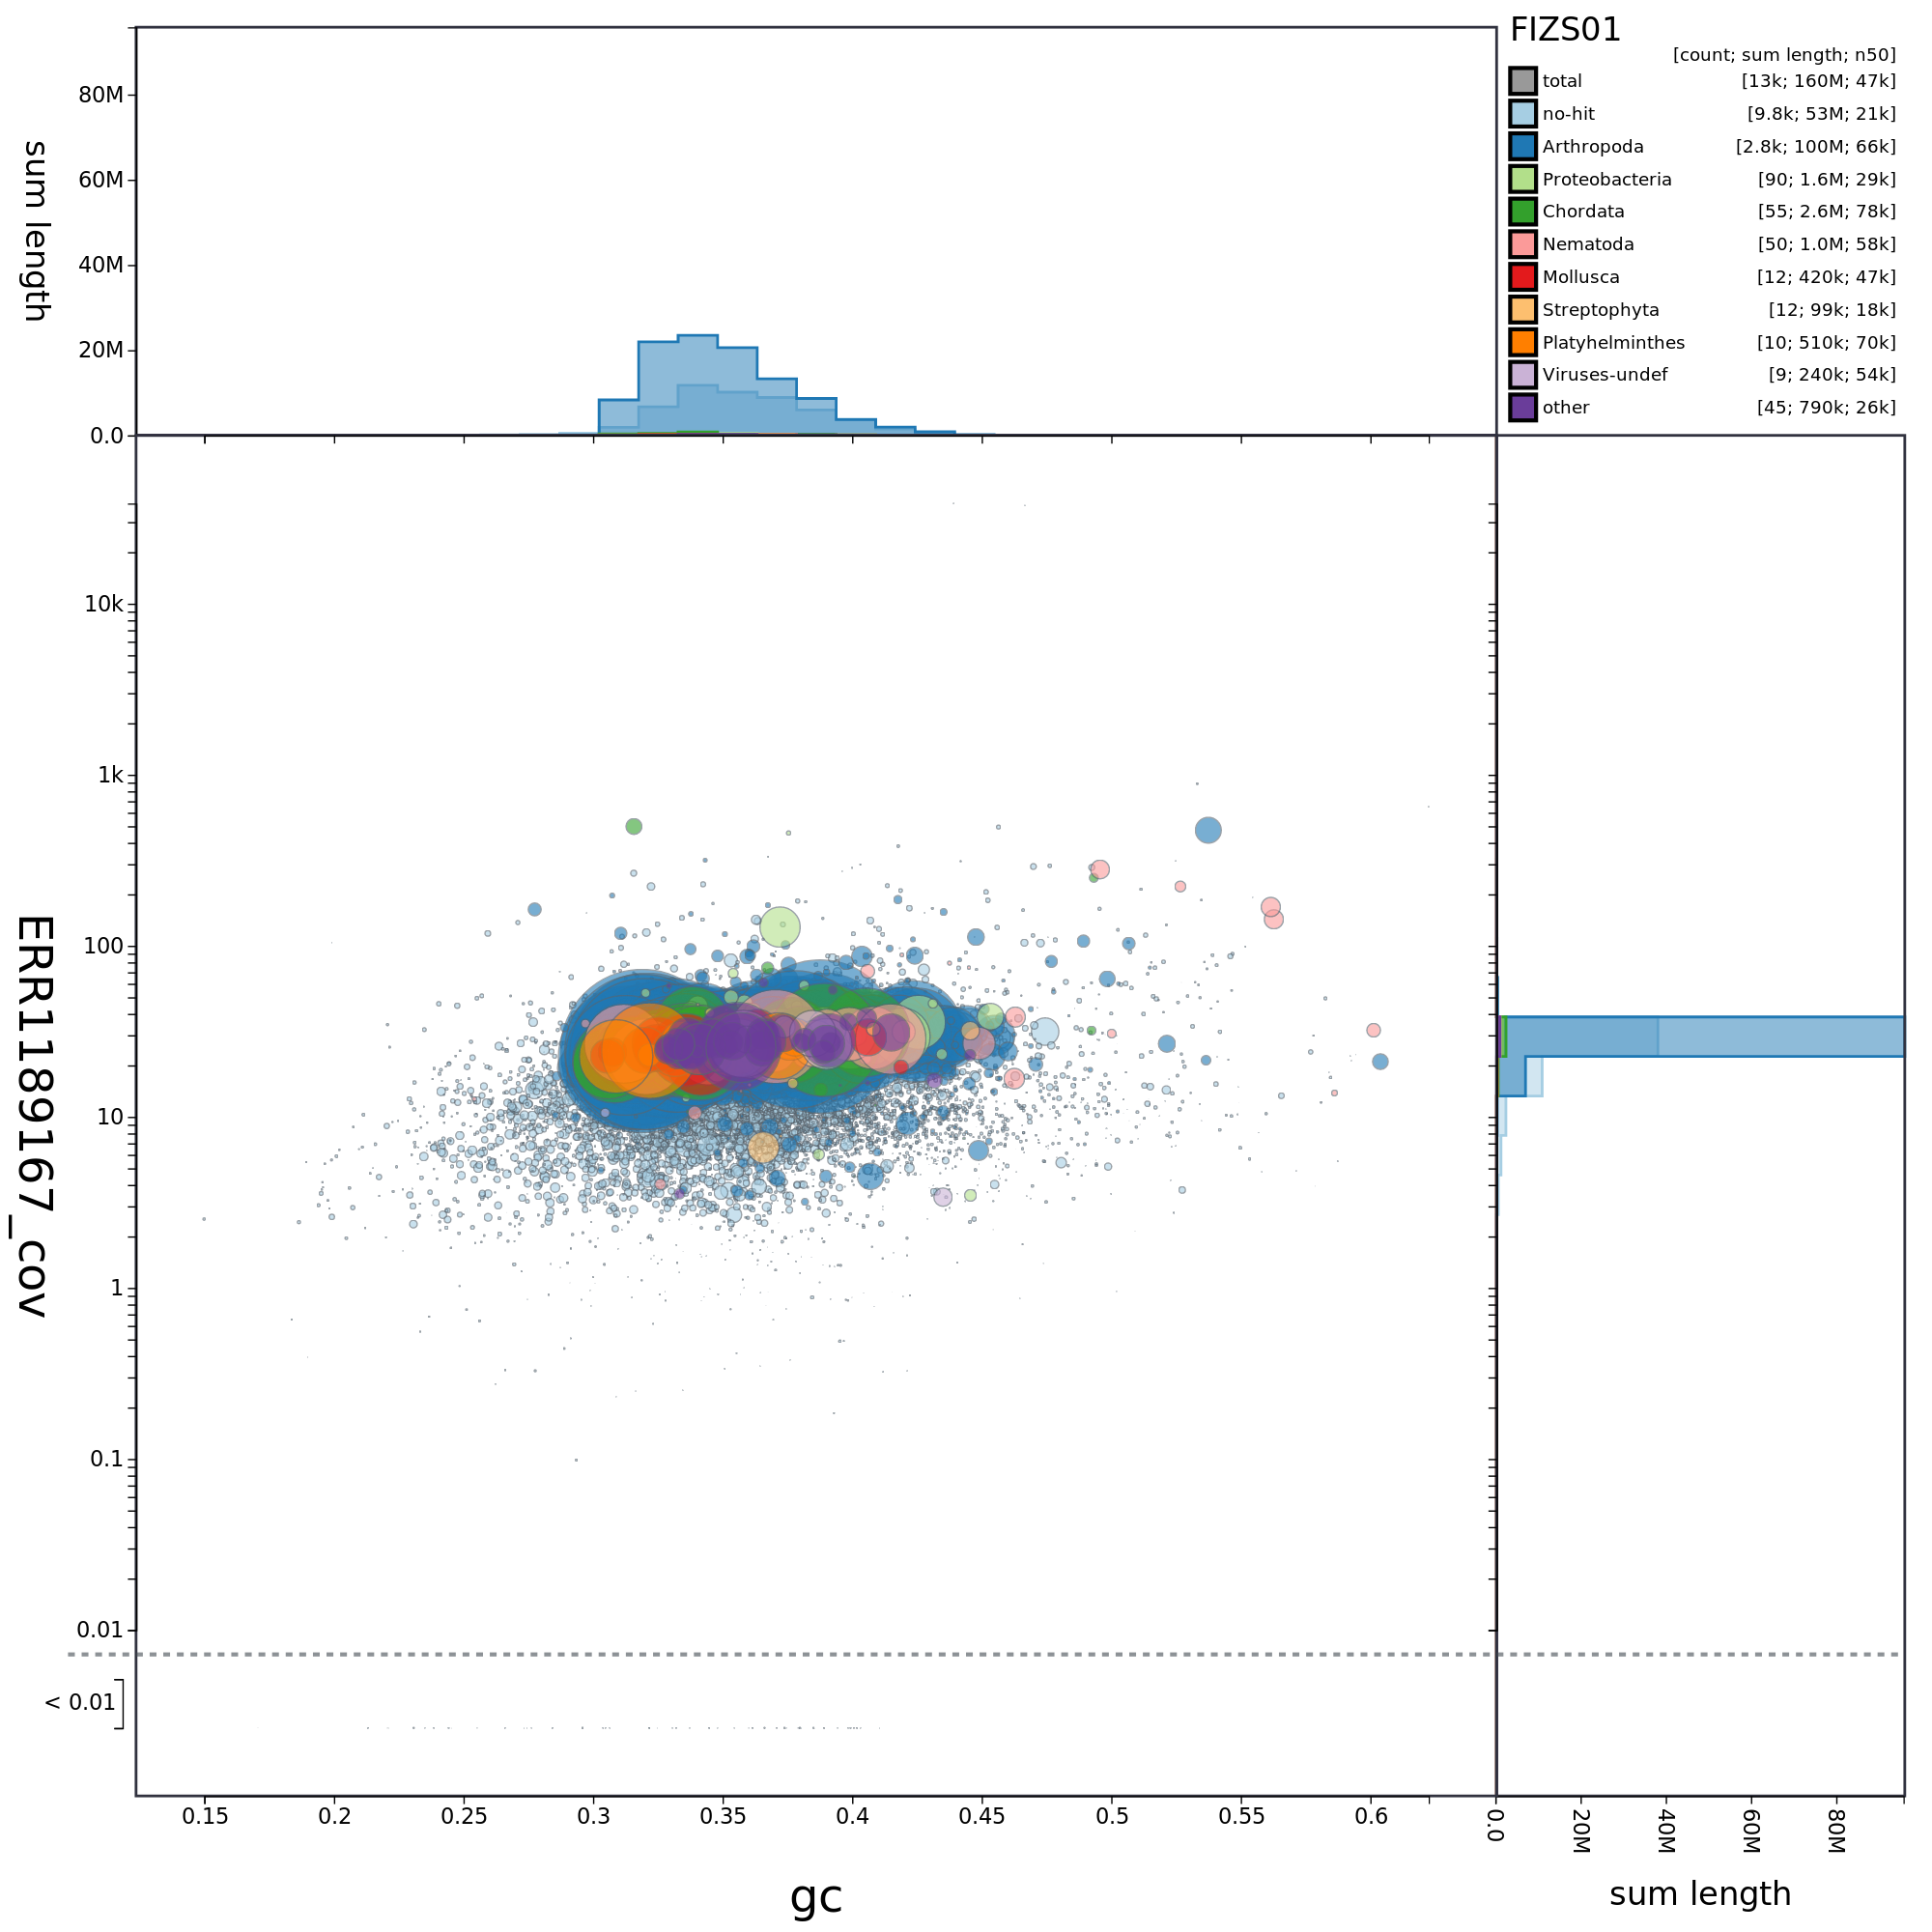 FIZS01
[count; sum length; n50]
total [13k; 160M; 47k]
no-hit [9.8k; 53M; 21k]
Arthropoda [2.8k; 100M; 66k]
Proteobacteria [90; 1.6M; 29k]
Chordata [55; 2.6M; 78k]
Nematoda [50; 1.0M; 58k]
Mollusca [12; 420k; 47k]
Streptophyta [12; 99k; 18k]
Platyhelminthes [10; 510k; 70k]
Viruses-undef [9; 240k; 54k]
other [45; 790k; 26k]
sum length
80M
60M
40M
20M
0.0
ERR1189167_cov
10k
1k
100
10
1
0.1
0.01
< 0.01
0.15 0.2 0.25 0.3 0.35 0.4 0.45 0.5 0.55 0.6
gc
0.0 20M 40M 60M 80M
sum length